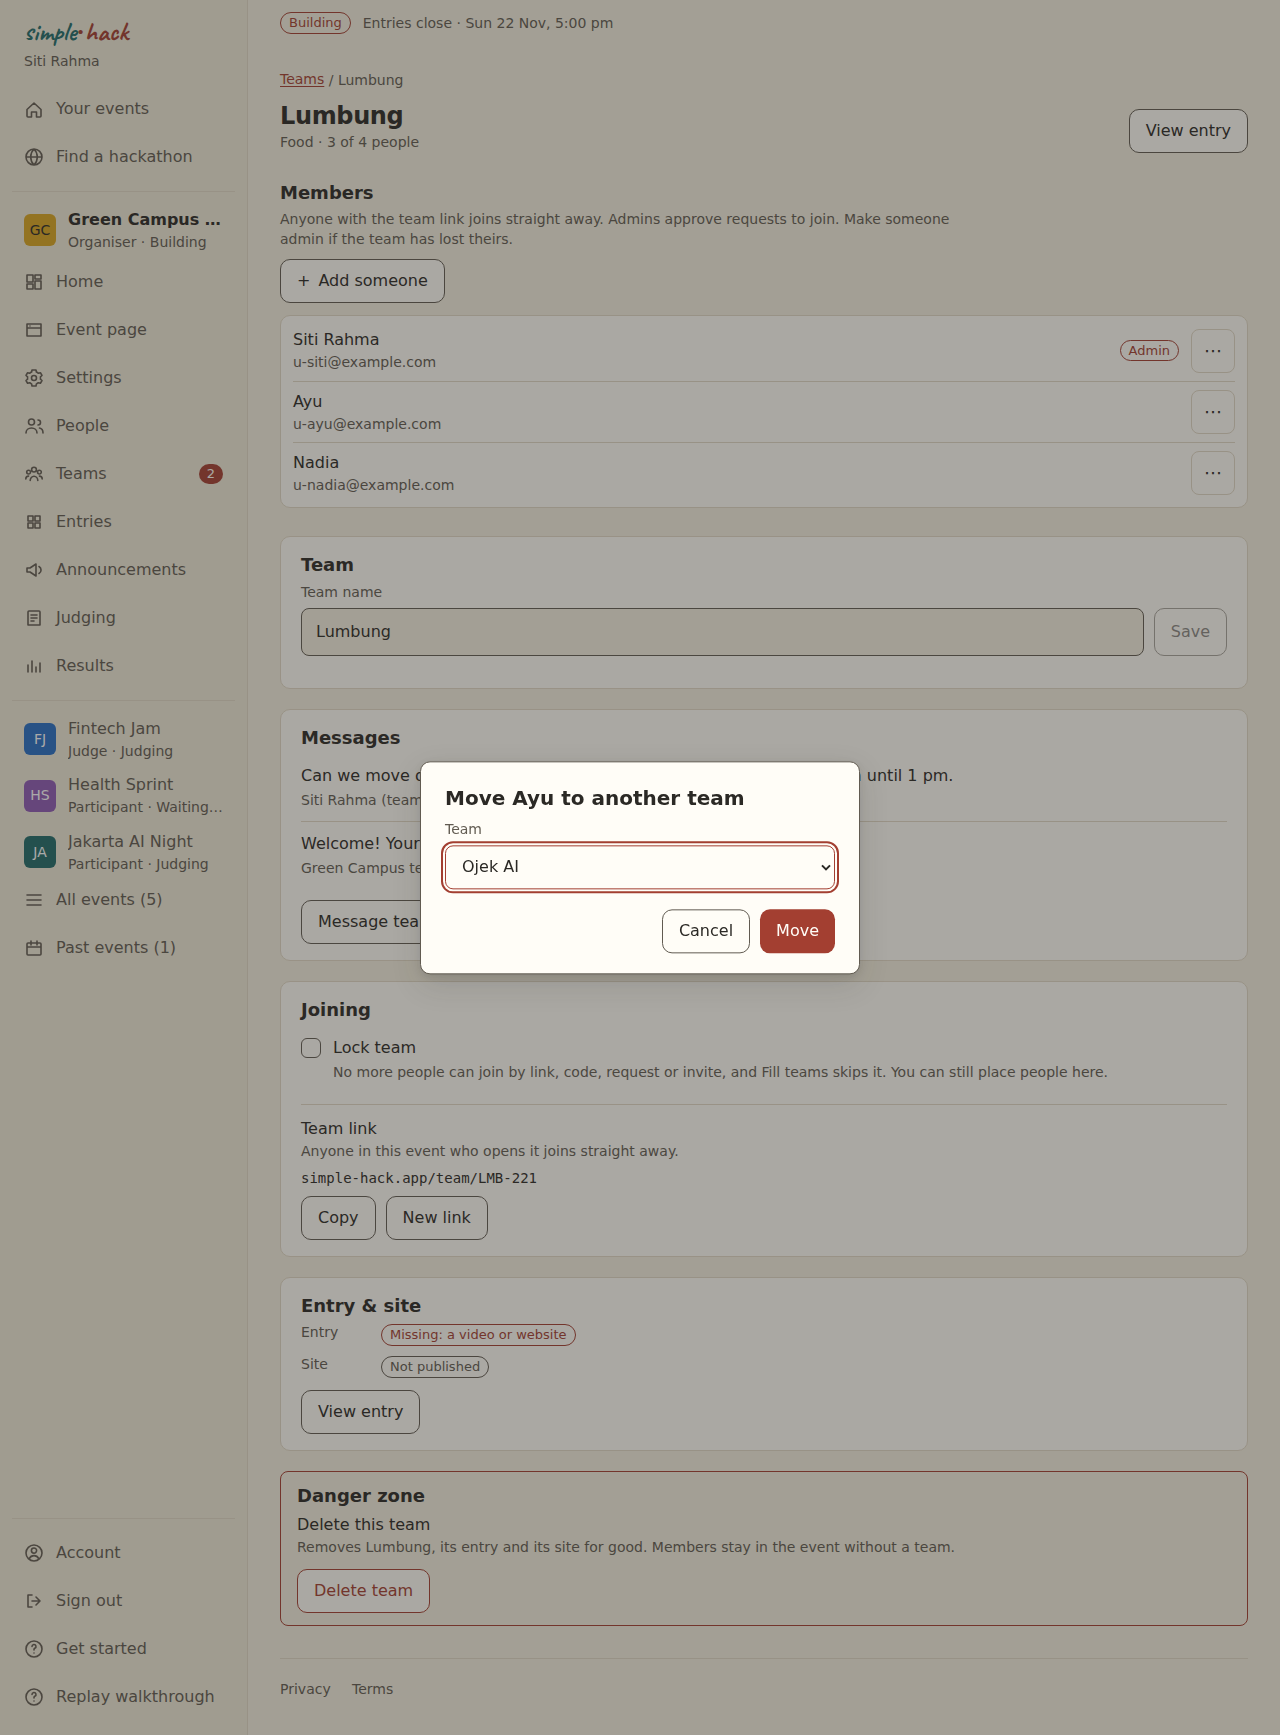 simple·hack
Siti Rahma
Your events
Find a hackathon
GC
Green Campus …
Organiser · Building
Home
Event page
Settings
People
Teams
2
Entries
Announcements
Judging
Results
FJ
Fintech Jam
Judge · Judging
HS
Health Sprint
Participant · Waiting…
JA
Jakarta AI Night
Participant · Judging
All events (5)
Past events (1)
Account
Sign out
Get started
Replay walkthrough
Building
Entries close · Sun 22 Nov, 5:00 pm
Teams / Lumbung
Lumbung
Food · 3 of 4 people
View entry
Members
Anyone with the team link joins straight away. Admins approve requests to join. Make someone
admin if the team has lost theirs.
+ Add someone
Siti Rahma
u-siti@example.com
Admin
Ayu
u-ayu@example.com
Nadia
u-nadia@example.com
Team
Team name
Lumbung
Save
Messages
Can we move
until 1 pm.
Siti Rahma (team
Welcome! Your
Green Campus
Message
Move Ayu to another team
Team
Ojek AI
Cancel
Move
Joining
Lock team
No more people can join by link, code, request or invite, and Fill teams skips it. You can still place people here.
Team link
Anyone in this event who opens it joins straight away.
simple-hack.app/team/LMB-221
Copy
New link
Entry & site
Entry
Missing: a video or website
Site
Not published
View entry
Danger zone
Delete this team
Removes Lumbung, its entry and its site for good. Members stay in the event without a team.
Delete team
Privacy
Terms